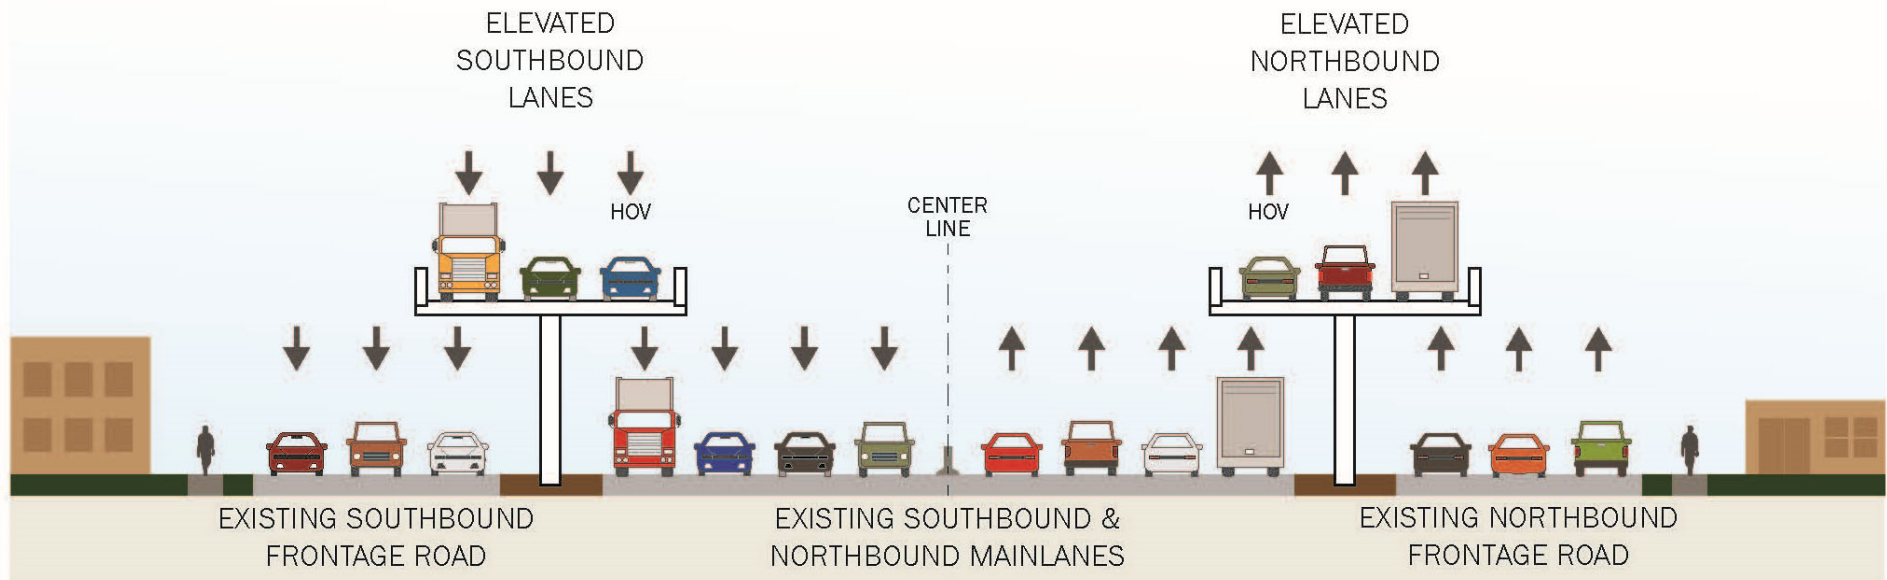 ELEVATED
SOUTHBOUND
LANES
ELEVATED
NORTHBOUND
LANES
HOV
CENTER
LINE
HOV
EXISTING SOUTHBOUND
FRONTAGE ROAD
EXISTING SOUTHBOUND &
NORTHBOUND MAINLANES
EXISTING NORTHBOUND
FRONTAGE ROAD